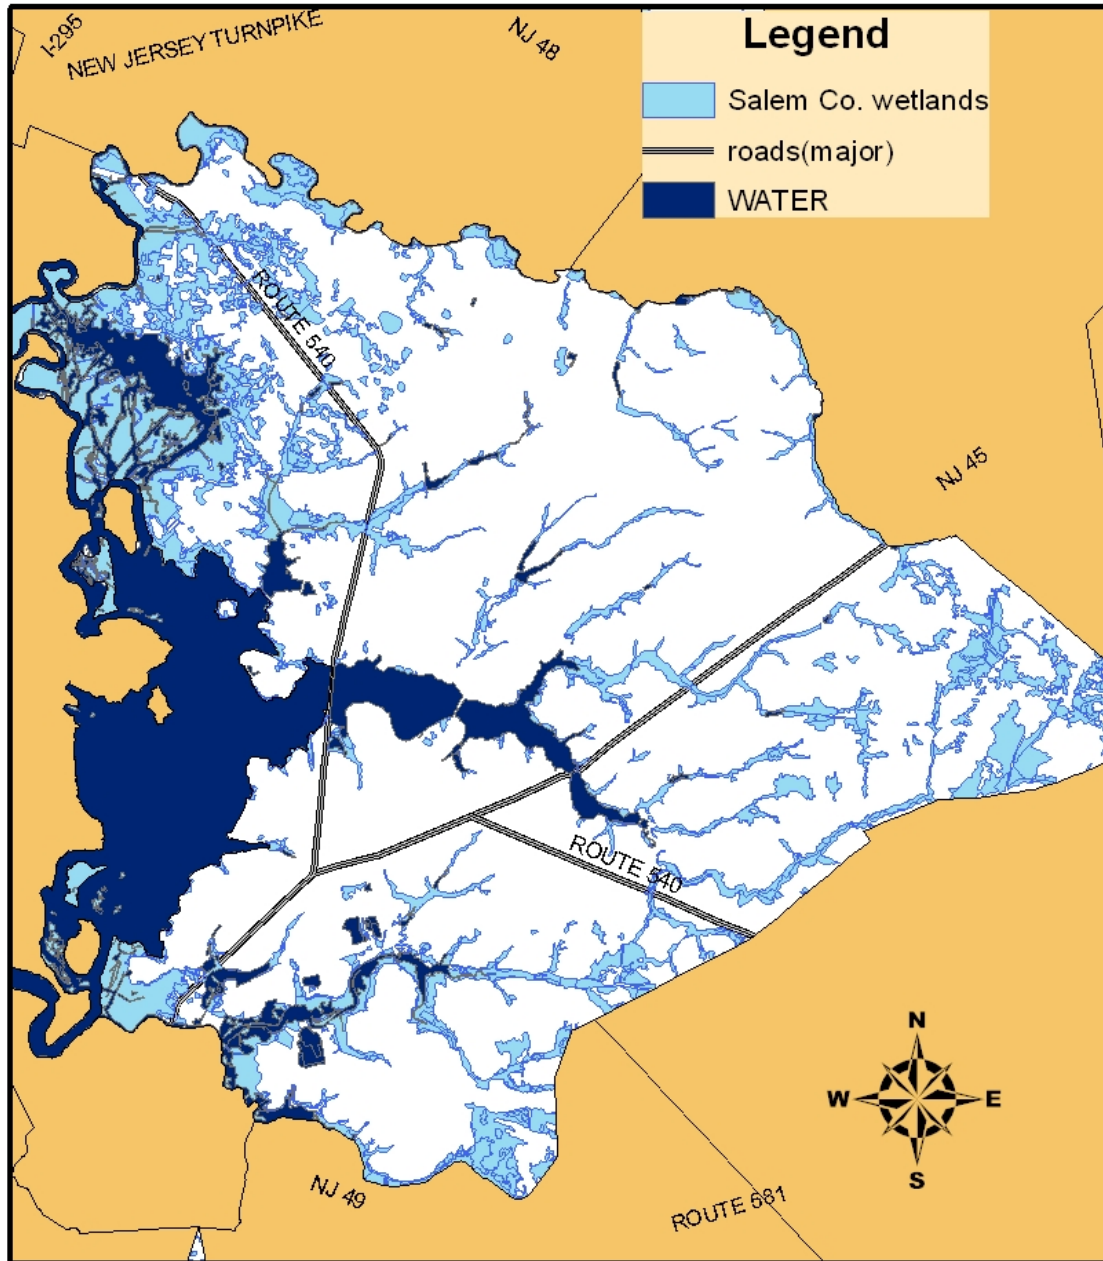 I-295
NEW JERSEY TURNPIKE
NJ 48
Legend
Salem Co. wetlands
roads(major)
WATER
ROUTE 540
NJ 45
ROUTE 540
N
W
E
S
NJ 49
ROUTE 581